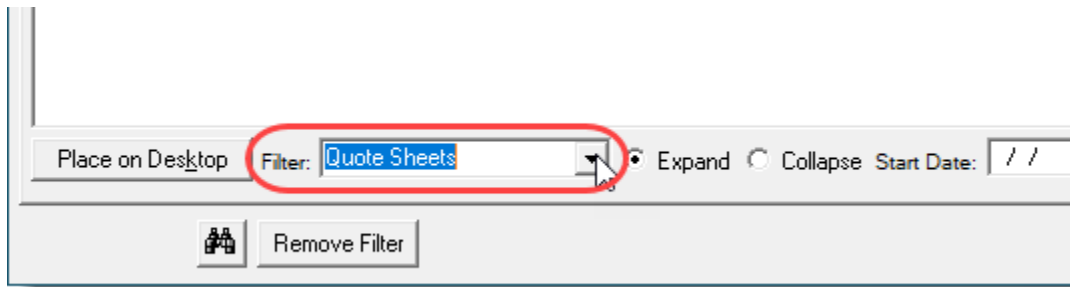 Place on Desktop Filter: Quote Sheets Expand Collapse Start Date: / /
Remove Filter